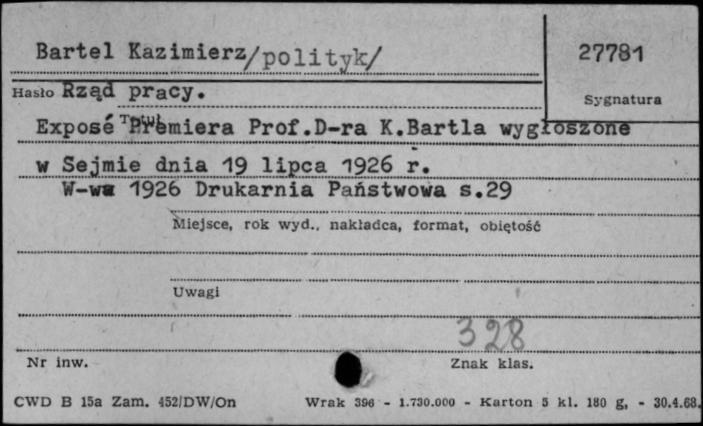 Bartel Kazimierz /polityk/
27781
Hasło Rząd pracy.
Sygnatura
Tytuł
Exposé Premiera Prof.D-ra K.Bartla wygłoszone
w Sejmie dnia 19 lipca 1926 r.
W-wa 1926 Drukarnia Państwowa s.29
Miejsce, rok wyd., nakładca, format, obiętość
Uwagi
328
Nr inw.
Znak klas.
CWD B 15a Zam. 452/DW/On Wrak 396 - 1.730.000 - Karton 5 kl. 180 g, - 30.4.68.